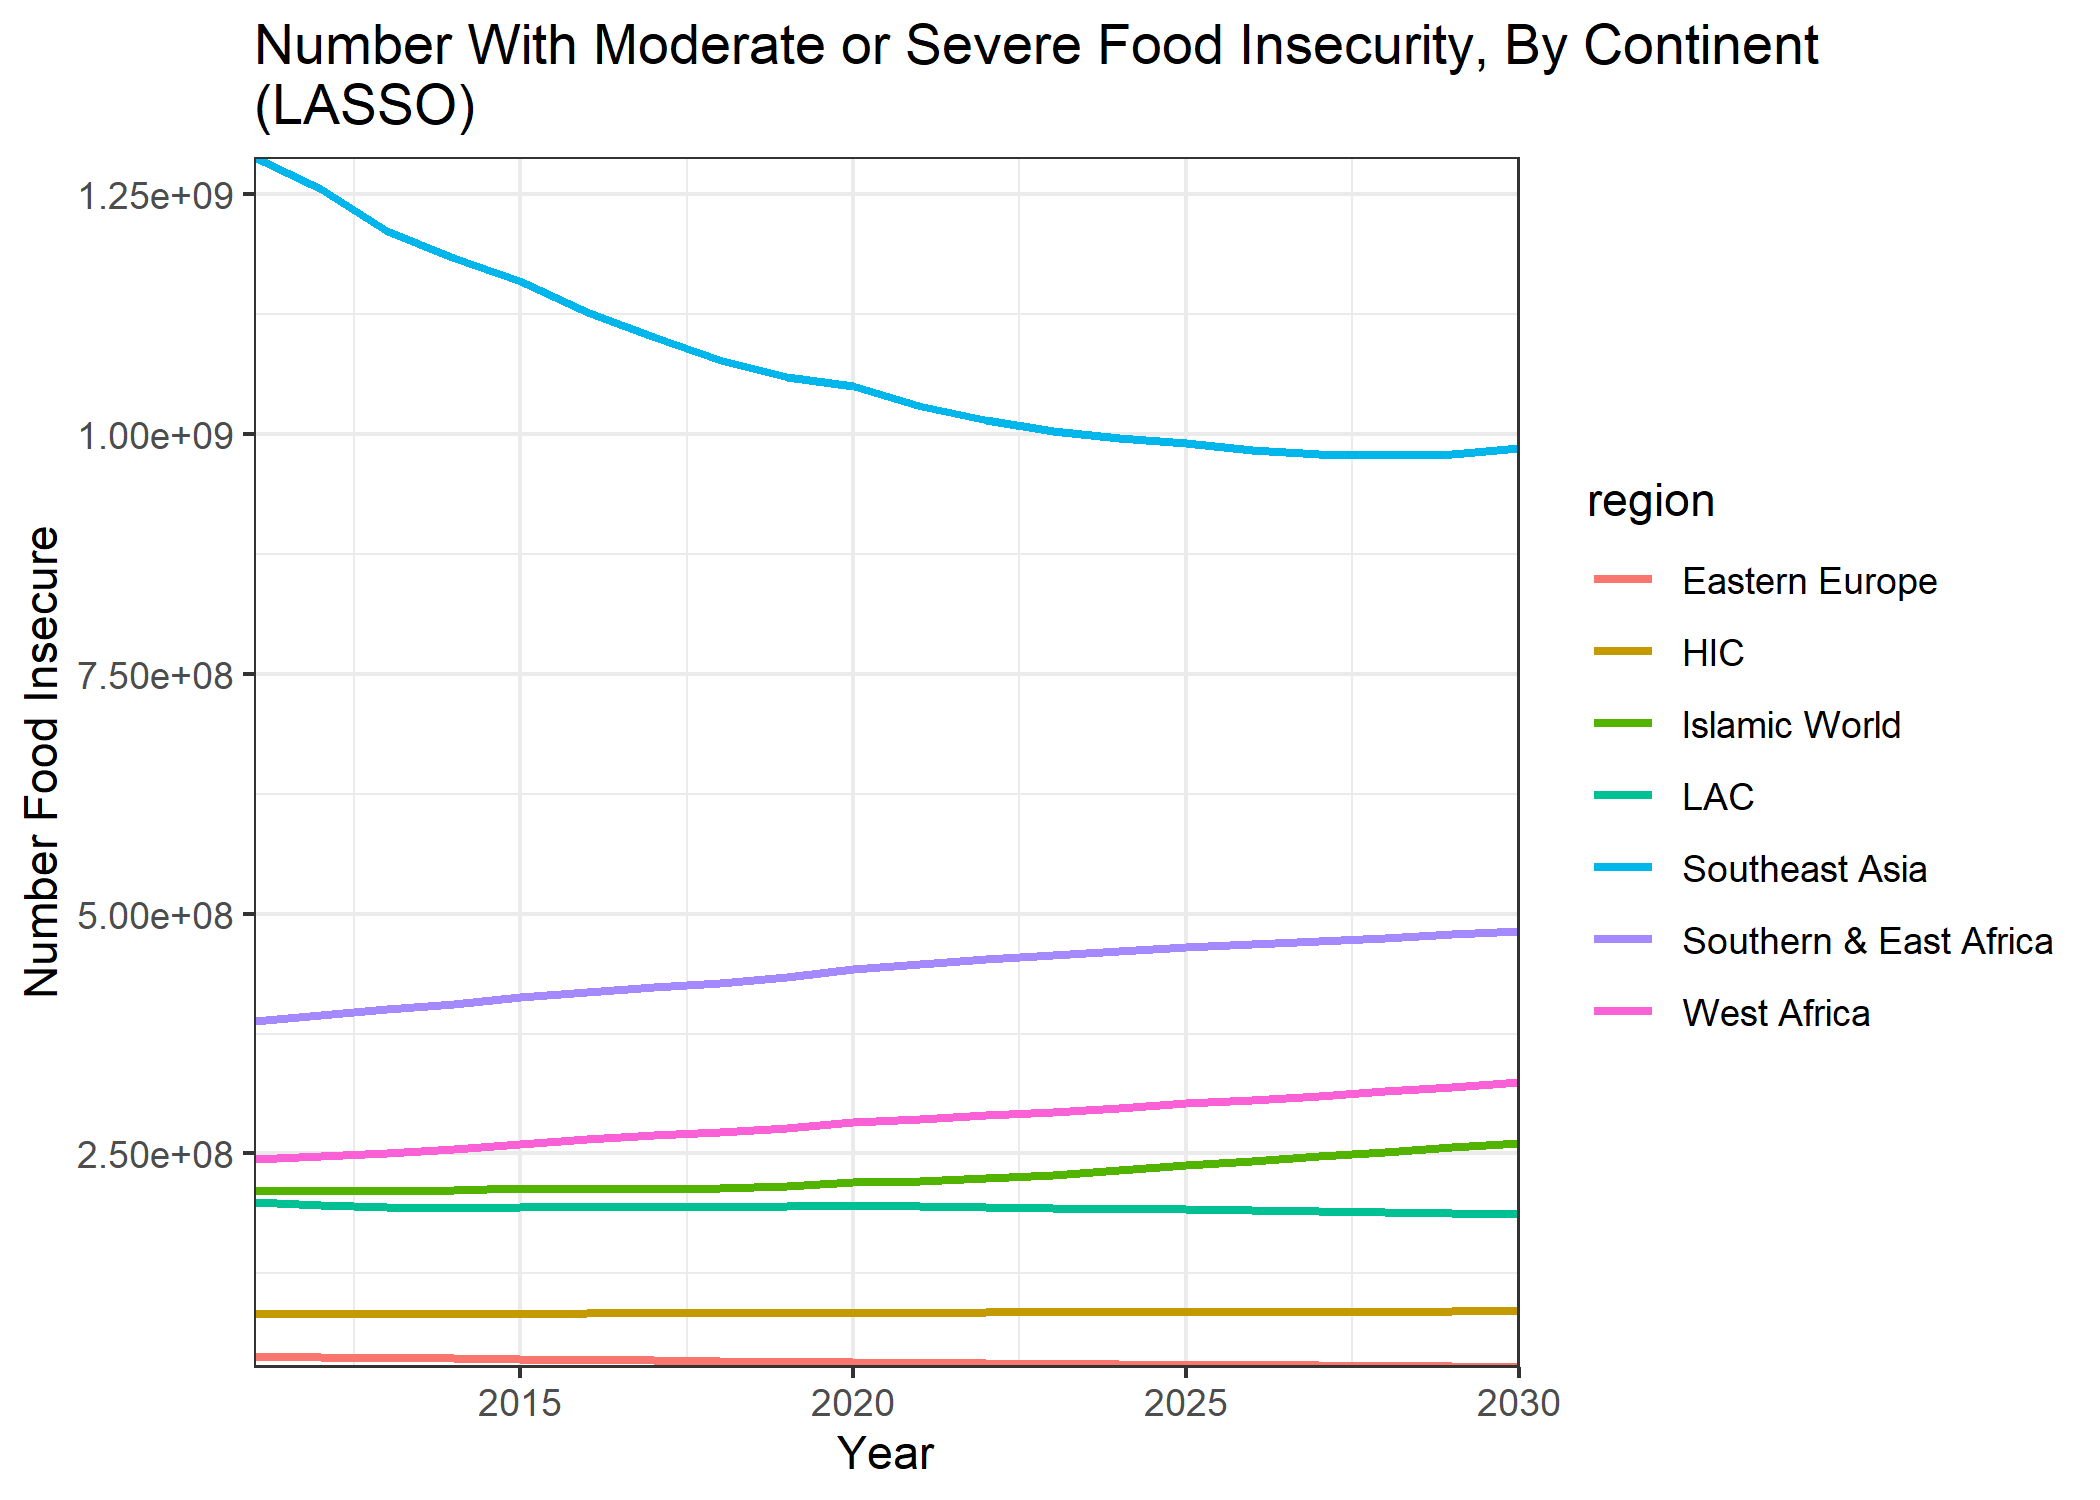 Number With Moderate or Severe Food Insecurity, By Continent
(LASSO)
1.25e+09
1.00e+09
7.50e+08
5.00e+08
2.50e+08
Number Food Insecure
2015
2020
2025
2030
Year
region
Eastern Europe
HIC
Islamic World
LAC
Southeast Asia
Southern & East Africa
West Africa